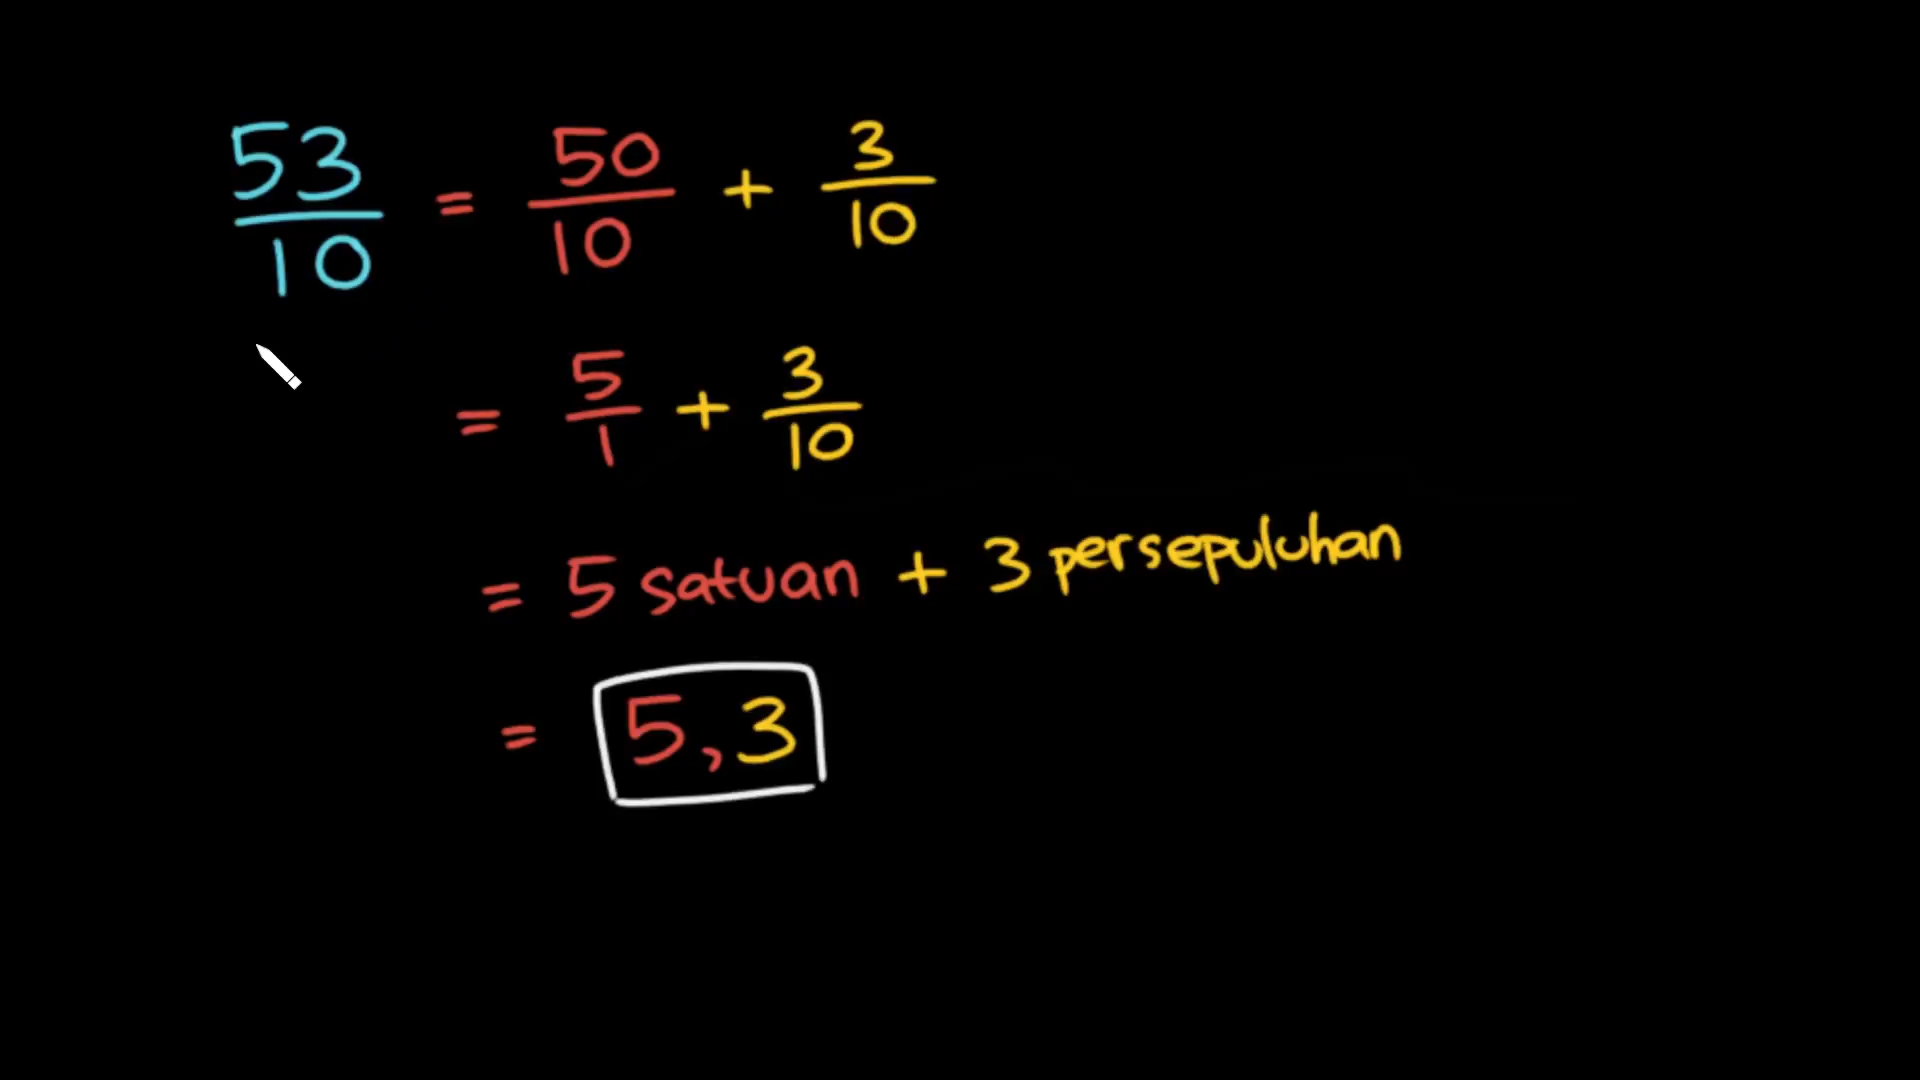 53/10 = 50/10 + 3/10
= 5/1 + 3/10
= 5 satuan + 3 persepuluhan
= 5,3